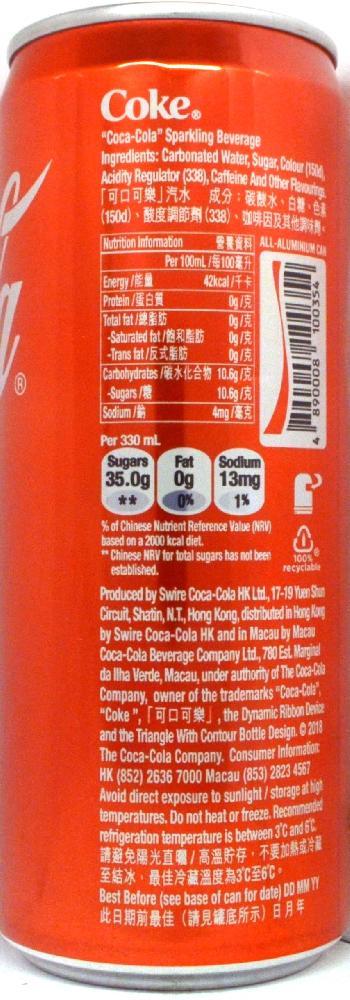 Coke®
"Coca-Cola" Sparkling Beverage
Ingredients: Carbonated Water, Sugar, Colour (150d),
Acidity Regulator (338), Caffeine And Other Flavourings.
「可口可樂」汽水 成分：碳酸水、白糖、色素
(150d)、酸度調節劑 (338)、咖啡因及其他調味劑。
Nutrition Information 營養資料
Per 100mL /每100毫升
Energy /能量 42kcal /千卡
Protein /蛋白質 0g /克
Total fat /總脂肪 0g /克
-Saturated fat /飽和脂肪 0g /克
-Trans fat /反式脂肪 0g /克
Carbohydrates /碳水化合物 10.6g /克
-Sugars /糖 10.6g /克
Sodium /鈉 4mg /毫克
ALL-ALUMINIUM CAN
4 890008 100354
Per 330 mL
Sugars Fat Sodium
35.0g 0g 13mg
** 0% 1%
% of Chinese Nutrient Reference Value (NRV)
based on a 2000 kcal diet.
** Chinese NRV for total sugars has not been
established.
100%
recyclable
Produced by Swire Coca-Cola HK Ltd., 17-19 Yuen Shun
Circuit, Shatin, N.T., Hong Kong, distributed in Hong Kong
by Swire Coca-Cola HK and in Macau by Macau
Coca-Cola Beverage Company Ltd., 780 Est. Marginal
da Ilha Verde, Macau, under authority of The Coca-Cola
Company, owner of the trademarks "Coca-Cola",
"Coke", 「可口可樂」, the Dynamic Ribbon Device
and the Triangle With Contour Bottle Design. © 2018
The Coca-Cola Company. Consumer Information:
HK (852) 2636 7000 Macau (853) 2823 4567
Avoid direct exposure to sunlight / storage at high
temperatures. Do not heat or freeze. Recommended
refrigeration temperature is between 3°C and 6°C.
請避免陽光直曬 / 高溫貯存，不要加熱或冷藏
至結冰。最佳冷藏溫度為3℃至6℃。
Best Before (see base of can for date) DD MM YY
此日期前最佳（請見罐底所示）日月年